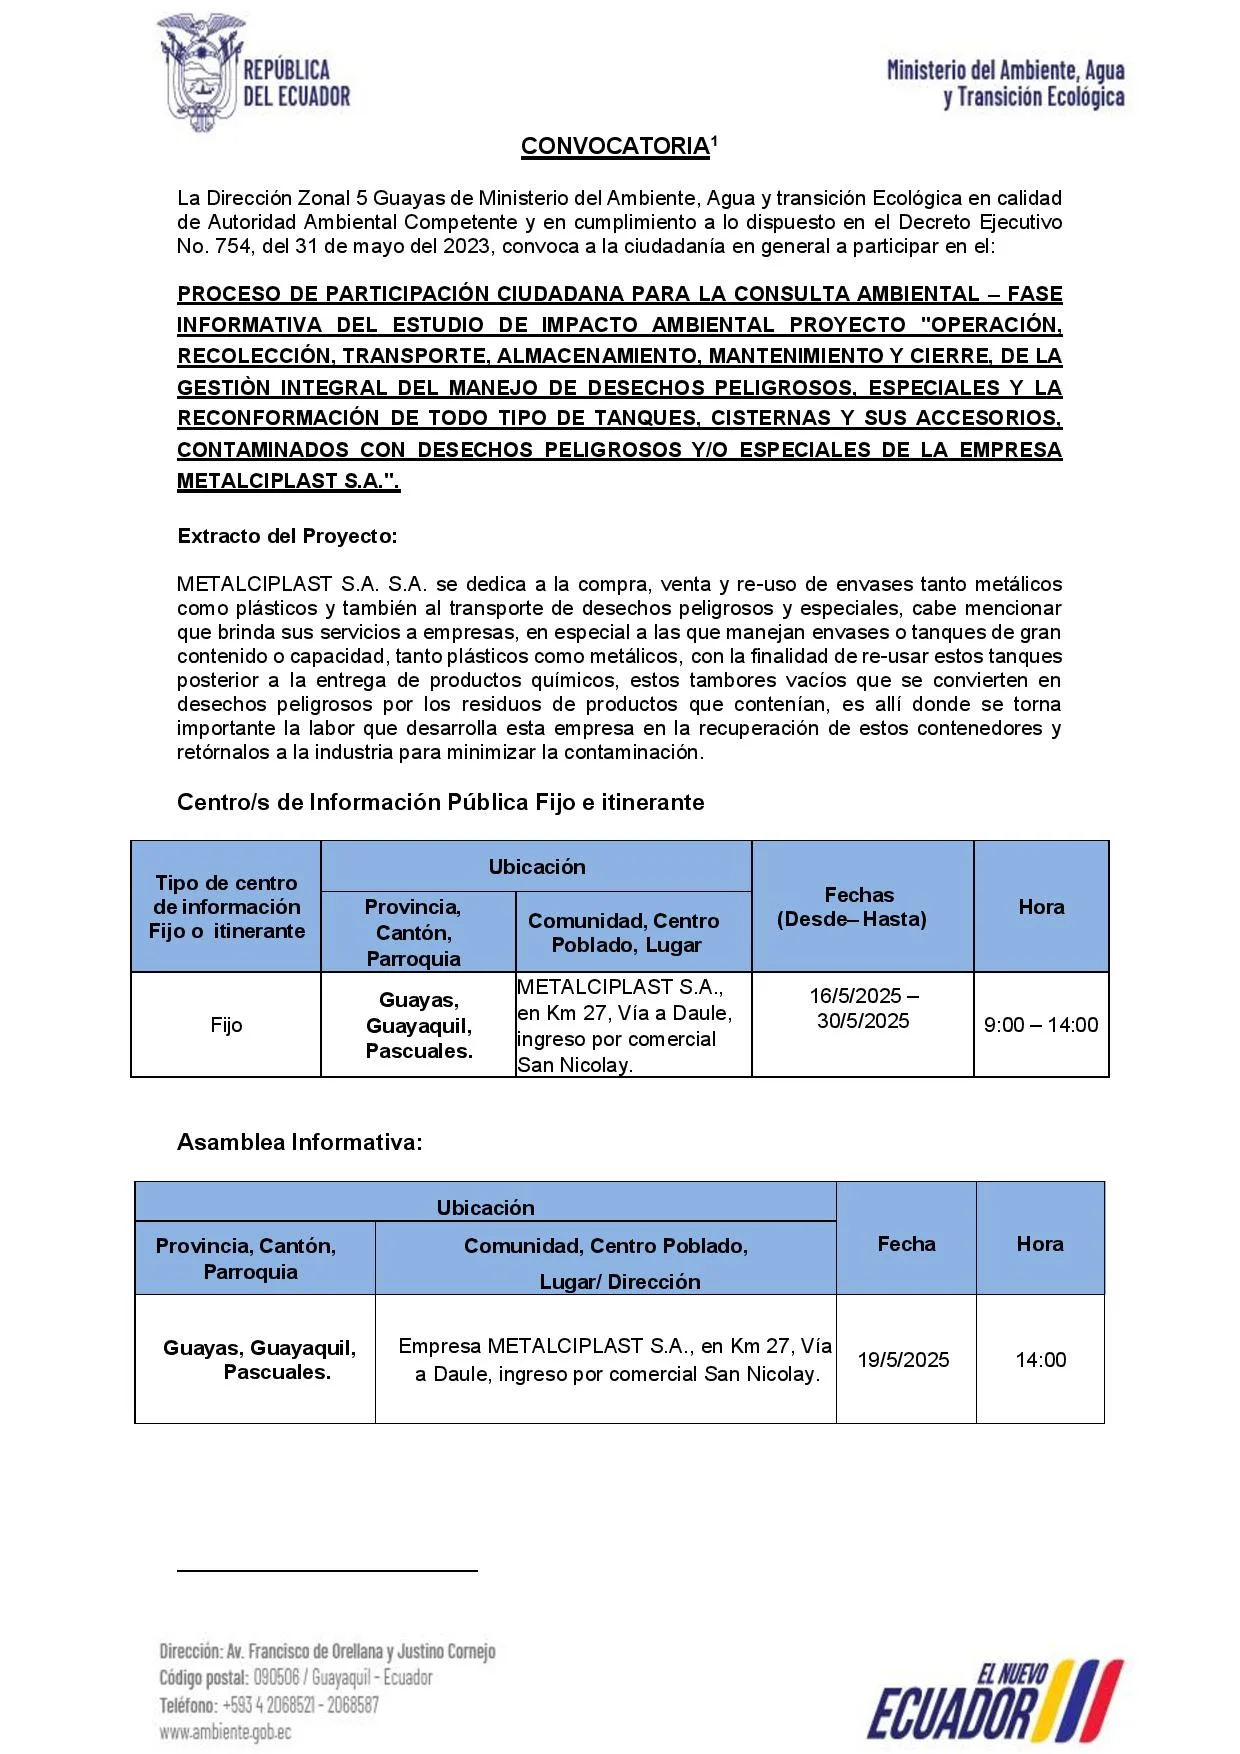 REPÚBLICA
DEL ECUADOR
Ministerio del Ambiente, Agua
y Transición Ecológica
CONVOCATORIA¹
La Dirección Zonal 5 Guayas de Ministerio del Ambiente, Agua y transición Ecológica en calidad
de Autoridad Ambiental Competente y en cumplimiento a lo dispuesto en el Decreto Ejecutivo
No. 754, del 31 de mayo del 2023, convoca a la ciudadanía en general a participar en el:
PROCESO DE PARTICIPACIÓN CIUDADANA PARA LA CONSULTA AMBIENTAL – FASE
INFORMATIVA DEL ESTUDIO DE IMPACTO AMBIENTAL PROYECTO "OPERACIÓN,
RECOLECCIÓN, TRANSPORTE, ALMACENAMIENTO, MANTENIMIENTO Y CIERRE, DE LA
GESTIÒN INTEGRAL DEL MANEJO DE DESECHOS PELIGROSOS, ESPECIALES Y LA
RECONFORMACIÓN DE TODO TIPO DE TANQUES, CISTERNAS Y SUS ACCESORIOS,
CONTAMINADOS CON DESECHOS PELIGROSOS Y/O ESPECIALES DE LA EMPRESA
METALCIPLAST S.A.".
Extracto del Proyecto:
METALCIPLAST S.A. S.A. se dedica a la compra, venta y re-uso de envases tanto metálicos
como plásticos y también al transporte de desechos peligrosos y especiales, cabe mencionar
que brinda sus servicios a empresas, en especial a las que manejan envases o tanques de gran
contenido o capacidad, tanto plásticos como metálicos, con la finalidad de re-usar estos tanques
posterior a la entrega de productos químicos, estos tambores vacíos que se convierten en
desechos peligrosos por los residuos de productos que contenían, es allí donde se torna
importante la labor que desarrolla esta empresa en la recuperación de estos contenedores y
retórnalos a la industria para minimizar la contaminación.
Centro/s de Información Pública Fijo e itinerante
Tipo de centro
de información
Fijo o itinerante
Ubicación
Provincia,
Cantón,
Parroquia
Comunidad, Centro
Poblado, Lugar
Fechas
(Desde– Hasta)
Hora
Fijo
Guayas,
Guayaquil,
Pascuales.
METALCIPLAST S.A.,
en Km 27, Vía a Daule,
ingreso por comercial
San Nicolay.
16/5/2025 –
30/5/2025
9:00 – 14:00
Asamblea Informativa:
Ubicación
Provincia, Cantón,
Parroquia
Comunidad, Centro Poblado,
Lugar/ Dirección
Fecha
Hora
Guayas, Guayaquil,
Pascuales.
Empresa METALCIPLAST S.A., en Km 27, Vía
a Daule, ingreso por comercial San Nicolay.
19/5/2025
14:00
Dirección: Av. Francisco de Orellana y Justino Cornejo
Código postal: 090506 / Guayaquil - Ecuador
Teléfono: +593 4 2068521 - 2068587
www.ambiente.gob.ec
EL NUEVO
ECUADOR